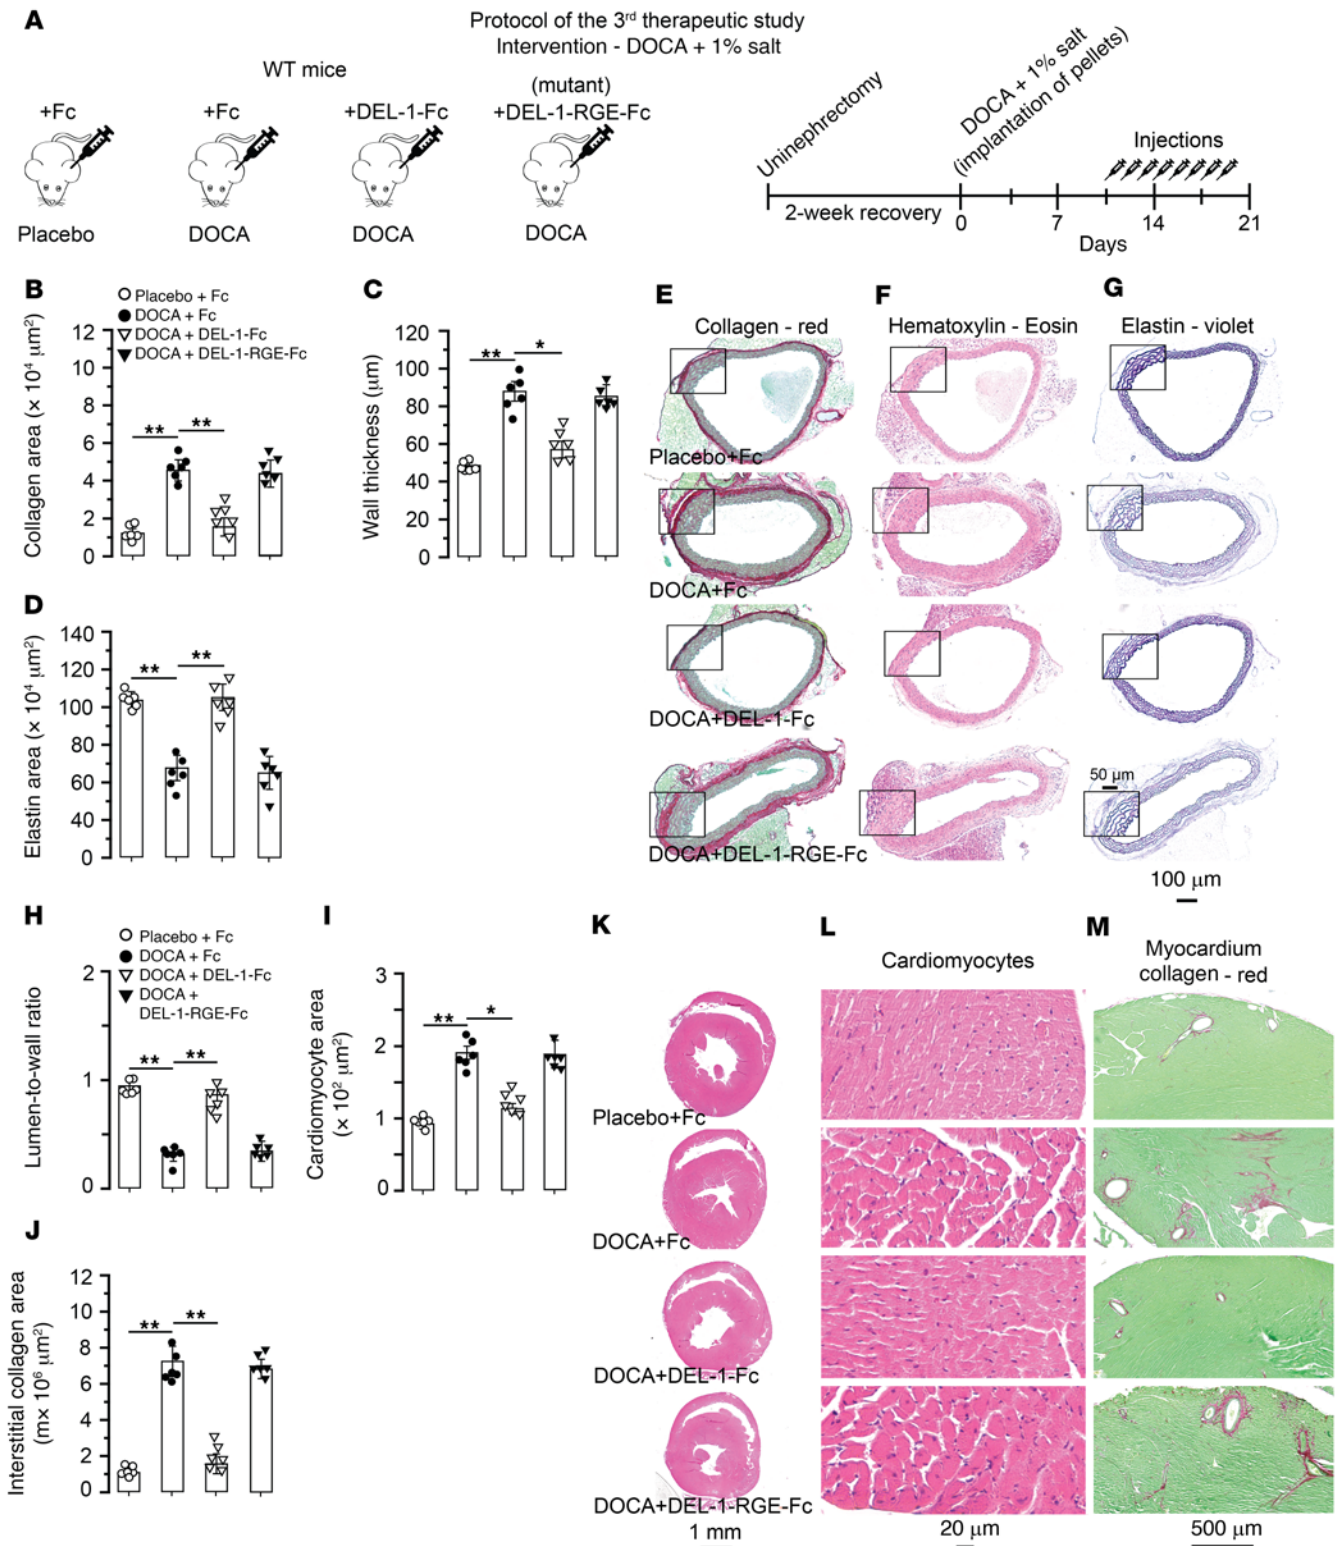 A
Protocol of the 3rd therapeutic study
Intervention - DOCA + 1% salt
WT mice
(mutant)
+Fc
+Fc
+DEL-1-Fc
+DEL-1-RGE-Fc
Placebo
DOCA
DOCA
DOCA
Uninephrectomy
DOCA + 1% salt
(implantation of pellets)
Injections
2-week recovery
0
7
14
21
Days
B
Placebo + Fc
DOCA + Fc
DOCA + DEL-1-Fc
DOCA + DEL-1-RGE-Fc
Collagen area (× 10⁴ µm²)
12
10
8
6
4
2
0
**
**
C
Wall thickness (µm)
120
100
80
60
40
20
0
**
*
D
Elastin area (× 10⁴ µm²)
140
120
100
80
60
40
20
0
**
**
E
Collagen - red
F
Hematoxylin - Eosin
G
Elastin - violet
Placebo+Fc
DOCA+Fc
DOCA+DEL-1-Fc
50 µm
DOCA+DEL-1-RGE-Fc
100 µm
H
Placebo + Fc
DOCA + Fc
DOCA + DEL-1-Fc
DOCA +
DEL-1-RGE-Fc
Lumen-to-wall ratio
2
1
0
**
**
I
Cardiomyocyte area
(× 10² µm²)
3
2
1
0
**
*
J
Interstitial collagen area
(m× 10⁶ µm²)
12
10
8
6
4
2
0
**
**
K
L
Cardiomyocytes
M
Myocardium
collagen - red
Placebo+Fc
DOCA+Fc
DOCA+DEL-1-Fc
DOCA+DEL-1-RGE-Fc
1 mm
20 µm
500 µm